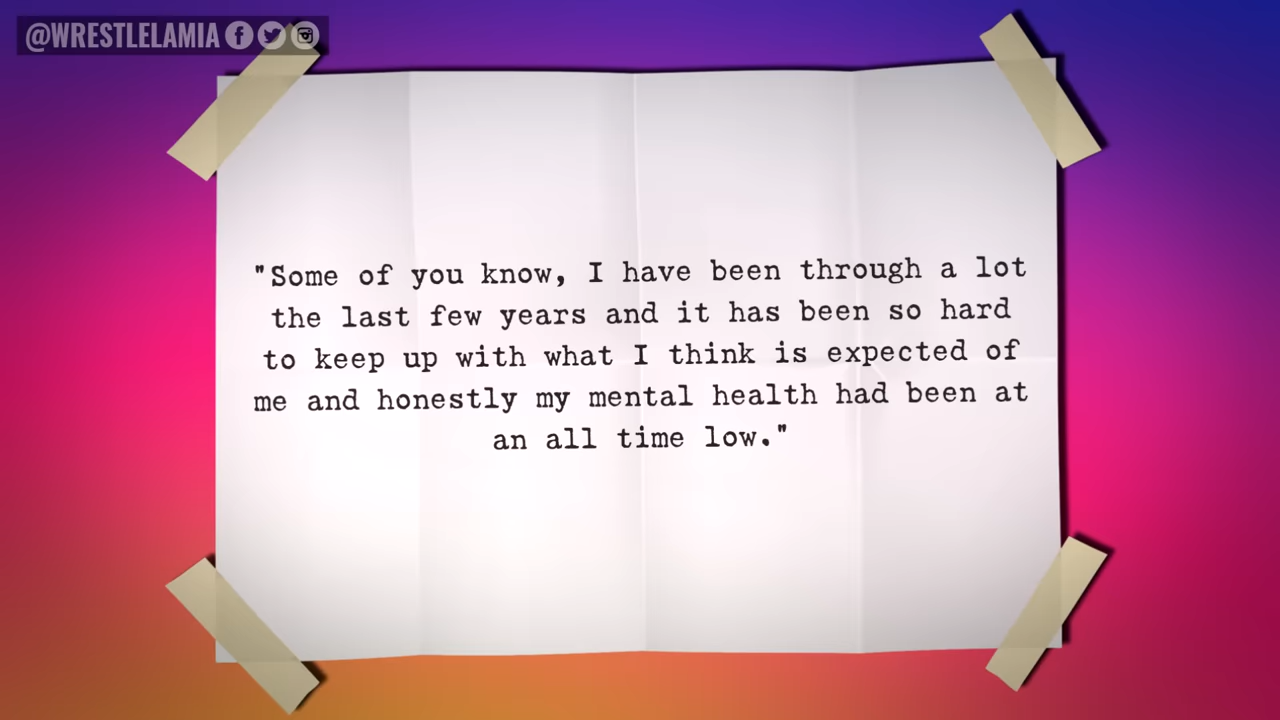 @WRESTLELAMIA
"Some of you know, I have been through a lot
the last few years and it has been so hard
to keep up with what I think is expected of
me and honestly my mental health had been at
an all time low."